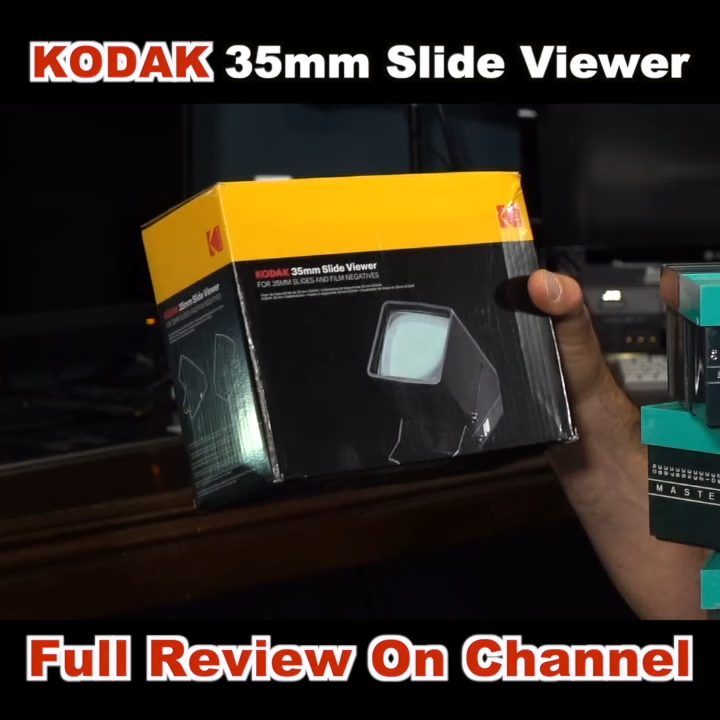 KODAK 35mm Slide Viewer
KODAK 35mm Slide Viewer
FOR 35MM SLIDES AND FILM NEGATIVES
KODAK 35mm Slide Viewer
MASTE
Full Review On Channel